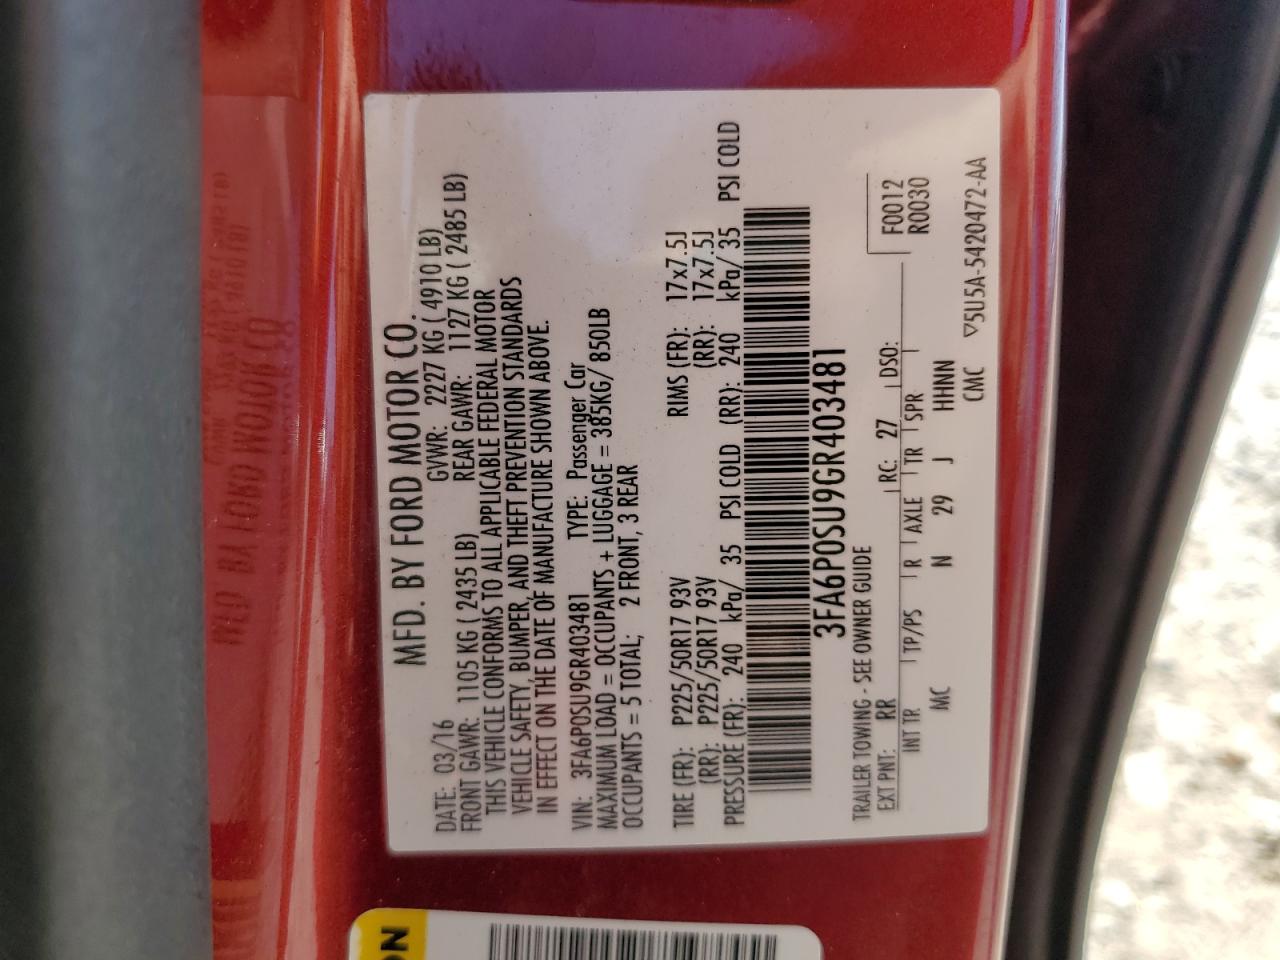 MFD. BY FORD MOTOR CO.
DATE: 03/16 GVWR: 2227 KG ( 4910 LB)
FRONT GAWR: 1105 KG ( 2435 LB) REAR GAWR: 1127 KG ( 2485 LB)
THIS VEHICLE CONFORMS TO ALL APPLICABLE FEDERAL MOTOR
VEHICLE SAFETY, BUMPER, AND THEFT PREVENTION STANDARDS
IN EFFECT ON THE DATE OF MANUFACTURE SHOWN ABOVE.
VIN: 3FA6P0SU9GR403481 TYPE: Passenger Car
MAXIMUM LOAD = OCCUPANTS + LUGGAGE = 385KG/ 850LB
OCCUPANTS = 5 TOTAL; 2 FRONT, 3 REAR
TIRE (FR): P225/50R17 93V RIMS (FR): 17x7.5J
(RR): P225/50R17 93V (RR): 17x7.5J
PRESSURE (FR): 240 kPa/ 35 PSI COLD (RR): 240 kPa/ 35 PSI COLD
3FA6P0SU9GR403481
TRAILER TOWING - SEE OWNER GUIDE
EXT PNT: RR RC: 27 DSO: F0012
R0030
INT TR TP/PS R AXLE TR SPR
MC N 29 J HHNN
CMC ▽5U5A-5420472-AA